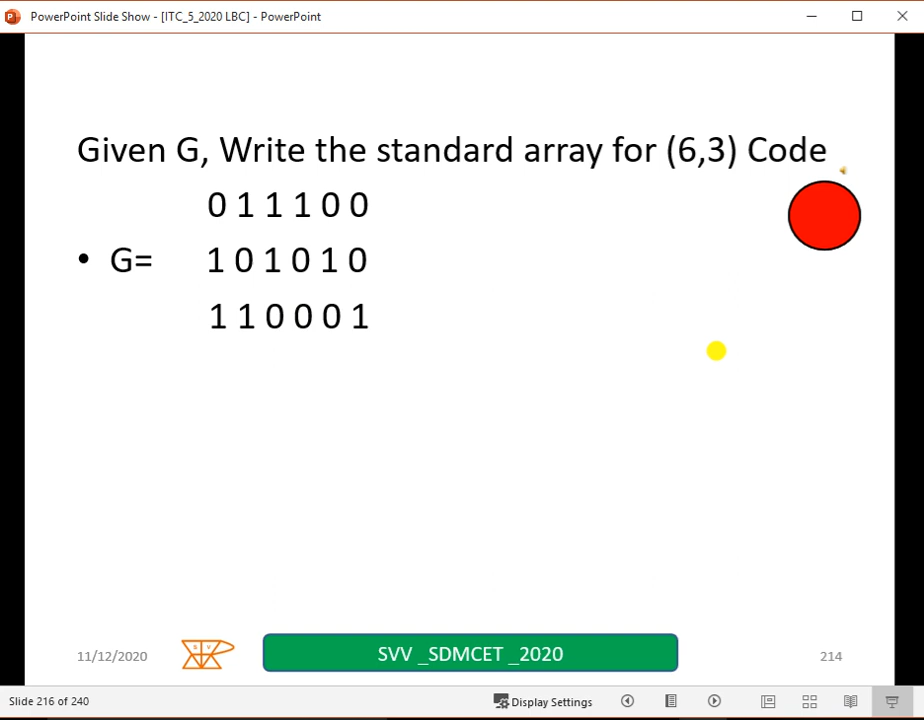 PowerPoint Slide Show - [ITC_5_2020 LBC] - PowerPoint
Given G, Write the standard array for (6,3) Code
0 1 1 1 0 0
• G= 1 0 1 0 1 0
1 1 0 0 0 1
11/12/2020
S V
SVV _SDMCET _2020
214
Slide 216 of 240
Display Settings